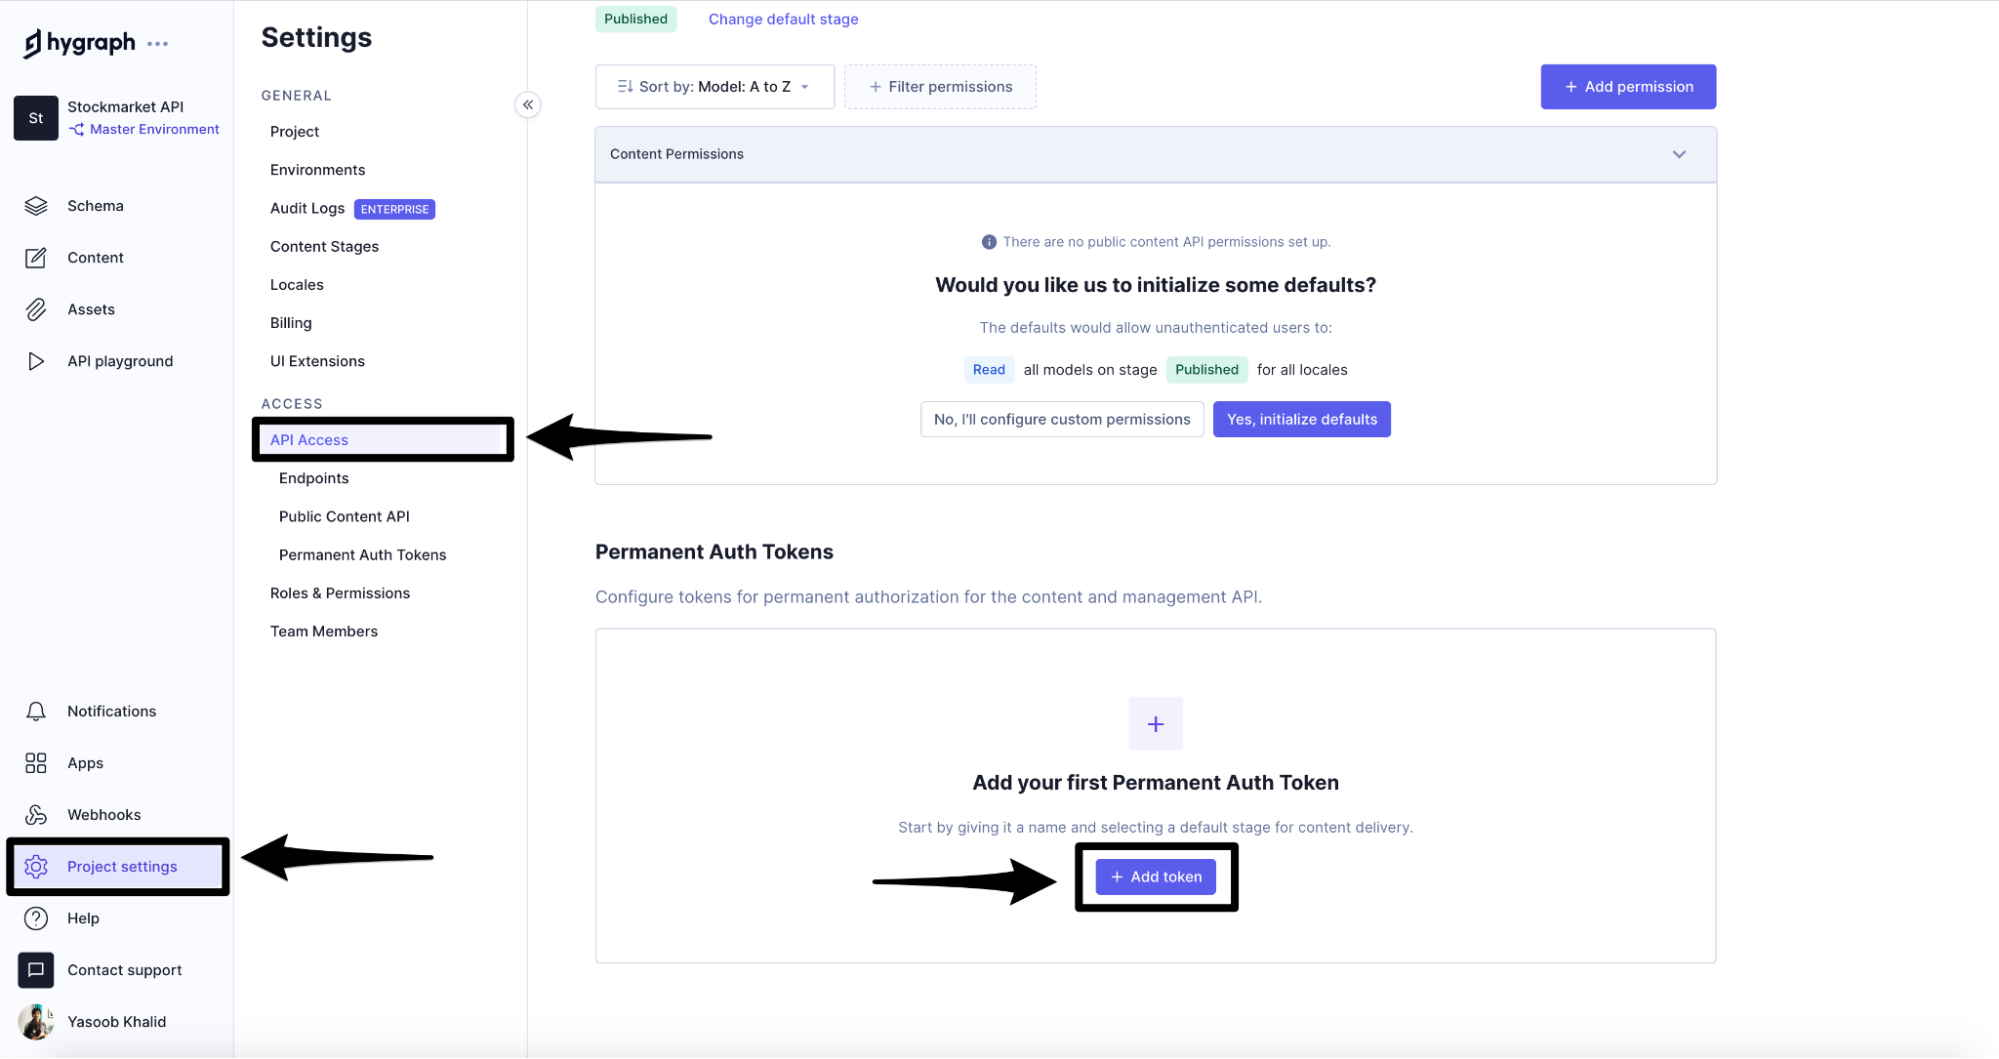 hygraph
St
Stockmarket API
Master Environment
Schema
Content
Assets
API playground
Notifications
Apps
Webhooks
Project settings
Help
Contact support
Yasoob Khalid
Settings
GENERAL
Project
Environments
Audit Logs ENTERPRISE
Content Stages
Locales
Billing
UI Extensions
ACCESS
API Access
Endpoints
Public Content API
Permanent Auth Tokens
Roles & Permissions
Team Members
Published Change default stage
Sort by: Model: A to Z + Filter permissions + Add permission
Content Permissions
There are no public content API permissions set up.
Would you like us to initialize some defaults?
The defaults would allow unauthenticated users to:
Read all models on stage Published for all locales
No, I'll configure custom permissions Yes, initialize defaults
Permanent Auth Tokens
Configure tokens for permanent authorization for the content and management API.
Add your first Permanent Auth Token
Start by giving it a name and selecting a default stage for content delivery.
+ Add token